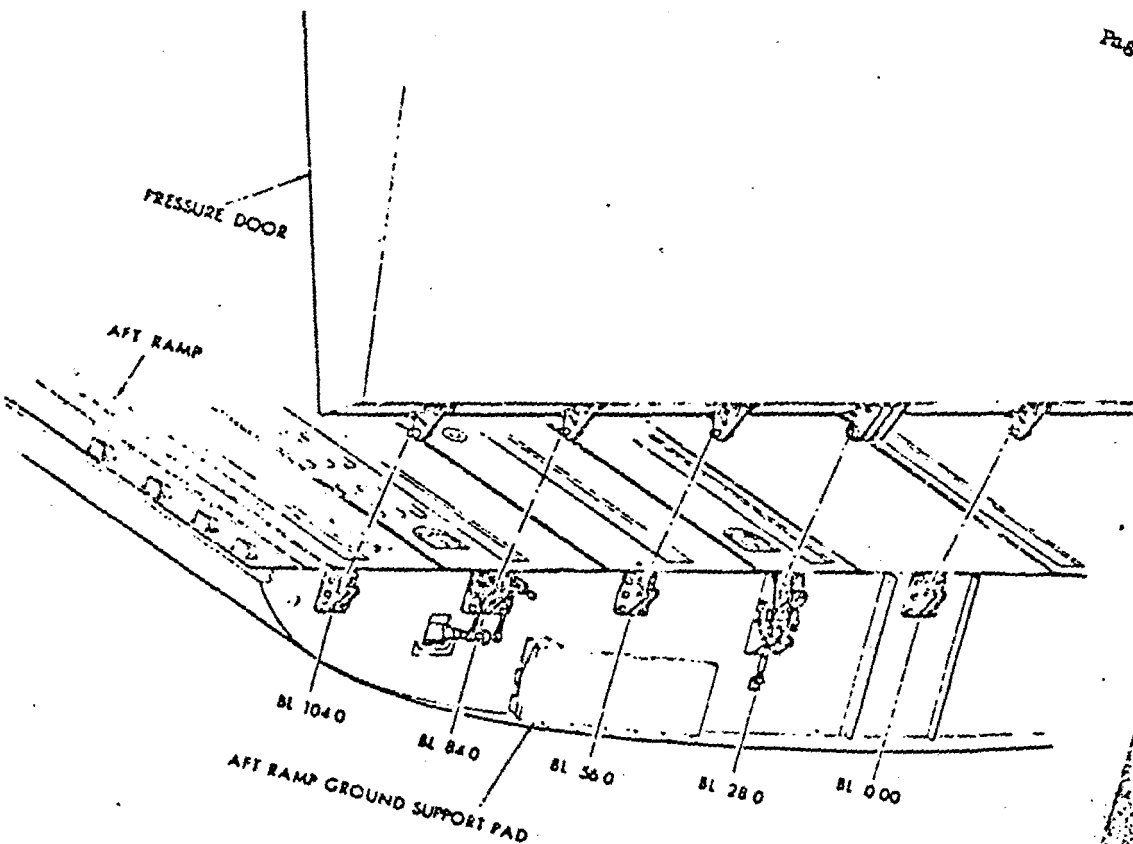 Pag
PRESSURE DOOR
AFT RAMP
BL 104 0
BL 84 0
BL 56 0
BL 28 0
BL 0 00
AFT RAMP GROUND SUPPORT PAD